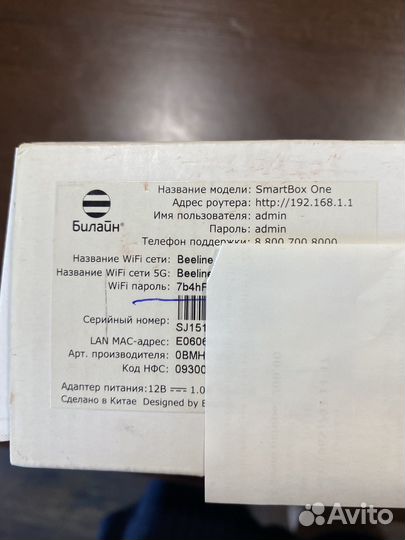 Название модели: SmartBox One
Адрес роутера: http://192.168.1.1
Имя пользователя: admin
Пароль: admin
Телефон поддержки: 8 800 700 8000
Билайн®
Название WiFi сети: Beeline
Название WiFi сети 5G: Beeline
WiFi пароль: 7b4hF
Серийный номер:
SJ151
LAN MAC-адрес: E0606
Арт. производителя: 0BMH
Код НФС: 09300
Адаптер питания:12В ⎓ 1.0
Сделано в Китае Designed by
Avito